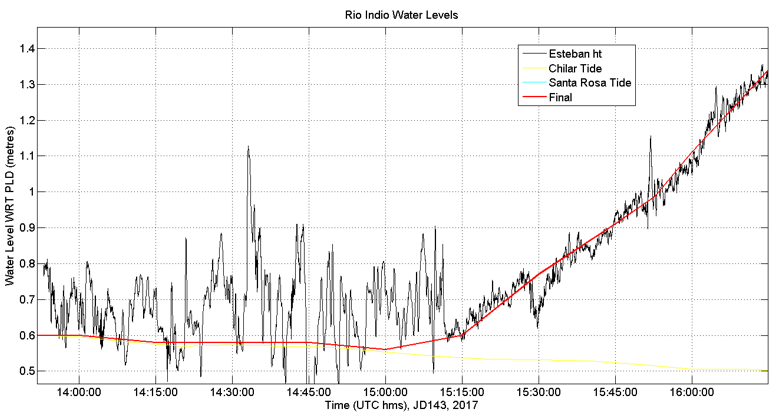 Rio Indio Water Levels
1.4
1.3
1.2
1.1
1
0.9
0.8
0.7
0.6
0.5
Water Level WRT PLD (metres)
Esteban ht
Chilar Tide
Santa Rosa Tide
Final
14:00:00 14:15:00 14:30:00 14:45:00 15:00:00 15:15:00 15:30:00 15:45:00 16:00:00
Time (UTC hms), JD143, 2017